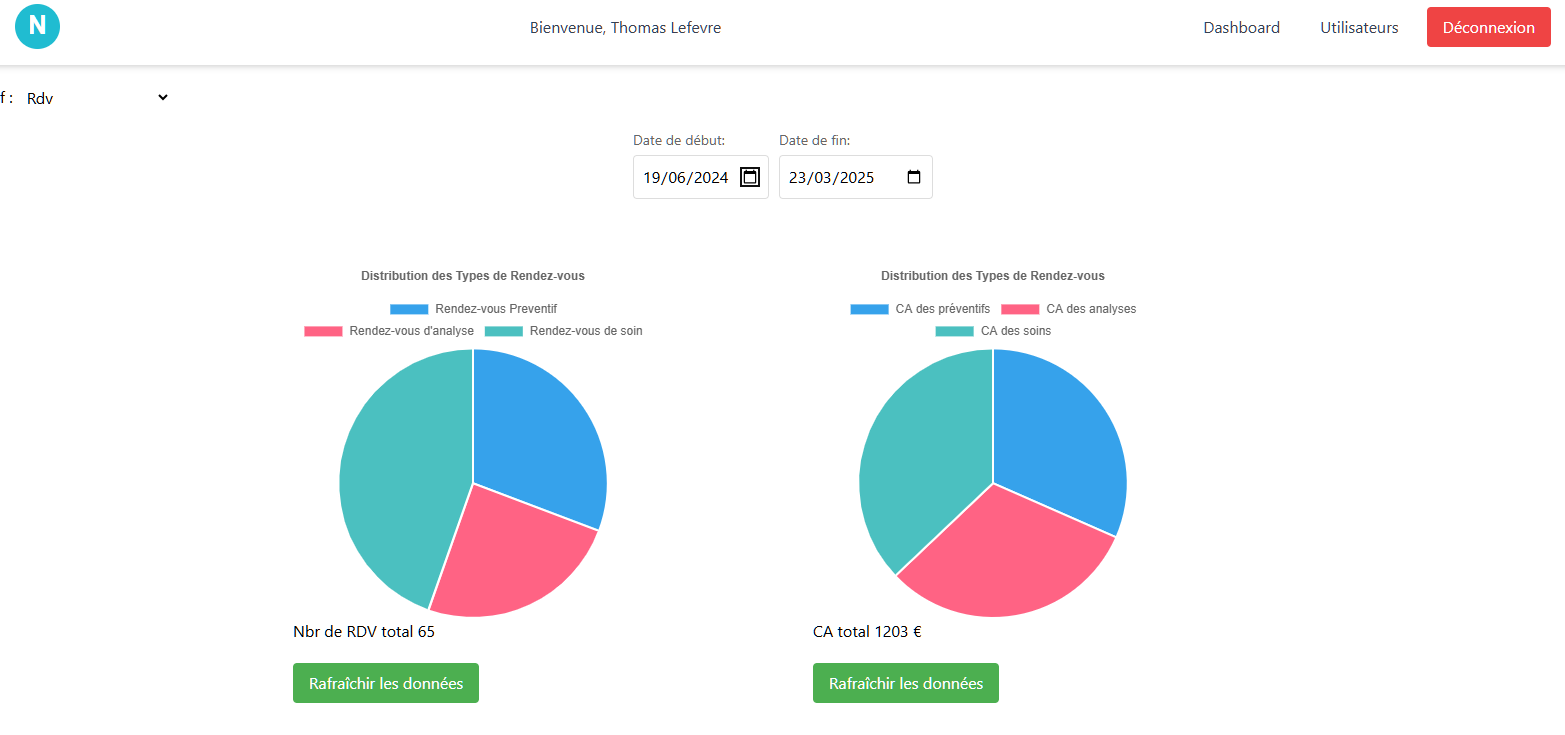 N
Bienvenue, Thomas Lefevre
Dashboard
Utilisateurs
Déconnexion
f : Rdv
Date de début: Date de fin:
19/06/2024 23/03/2025
Distribution des Types de Rendez-vous
Rendez-vous Preventif
Rendez-vous d'analyse Rendez-vous de soin
Nbr de RDV total 65
Rafraîchir les données
Distribution des Types de Rendez-vous
CA des préventifs CA des analyses
CA des soins
CA total 1203 €
Rafraîchir les données